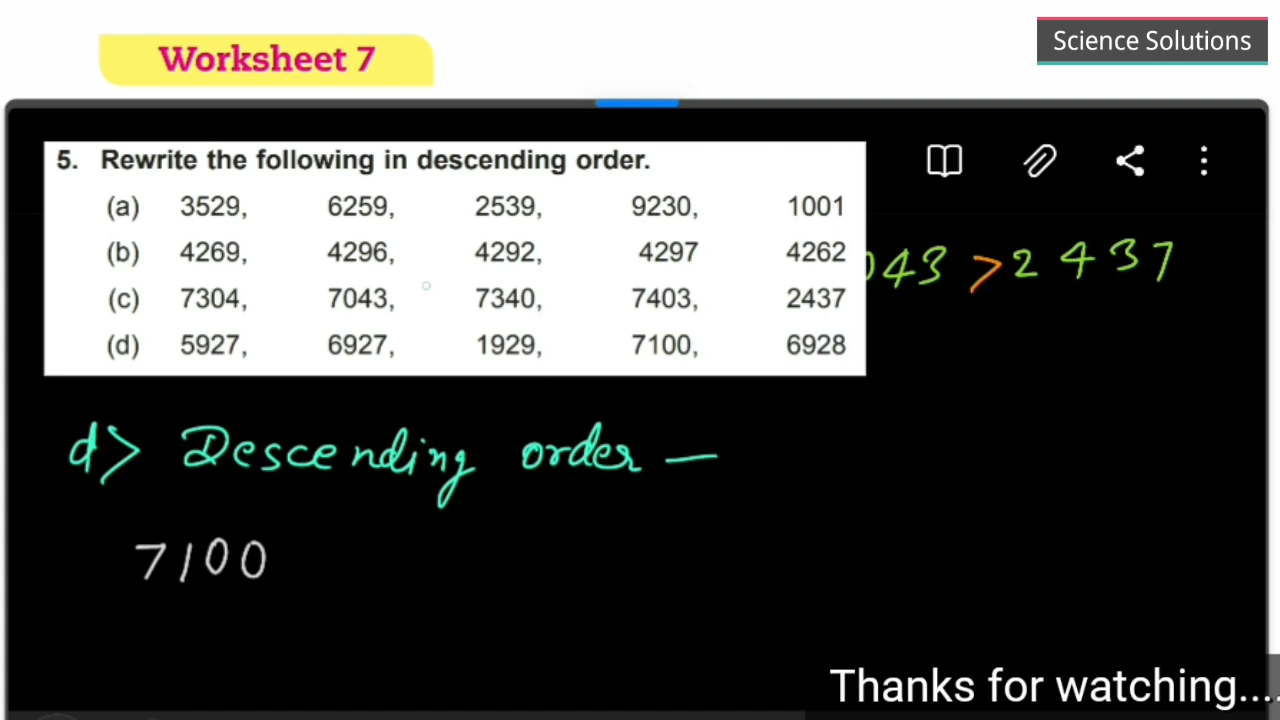 Worksheet 7
Science Solutions
5. Rewrite the following in descending order.
(a) 3529, 6259, 2539, 9230, 1001
(b) 4269, 4296, 4292, 4297 4262
(c) 7304, 7043, 7340, 7403, 2437
(d) 5927, 6927, 1929, 7100, 6928
43 > 2437
d> Descending order —
7100
Thanks for watching....